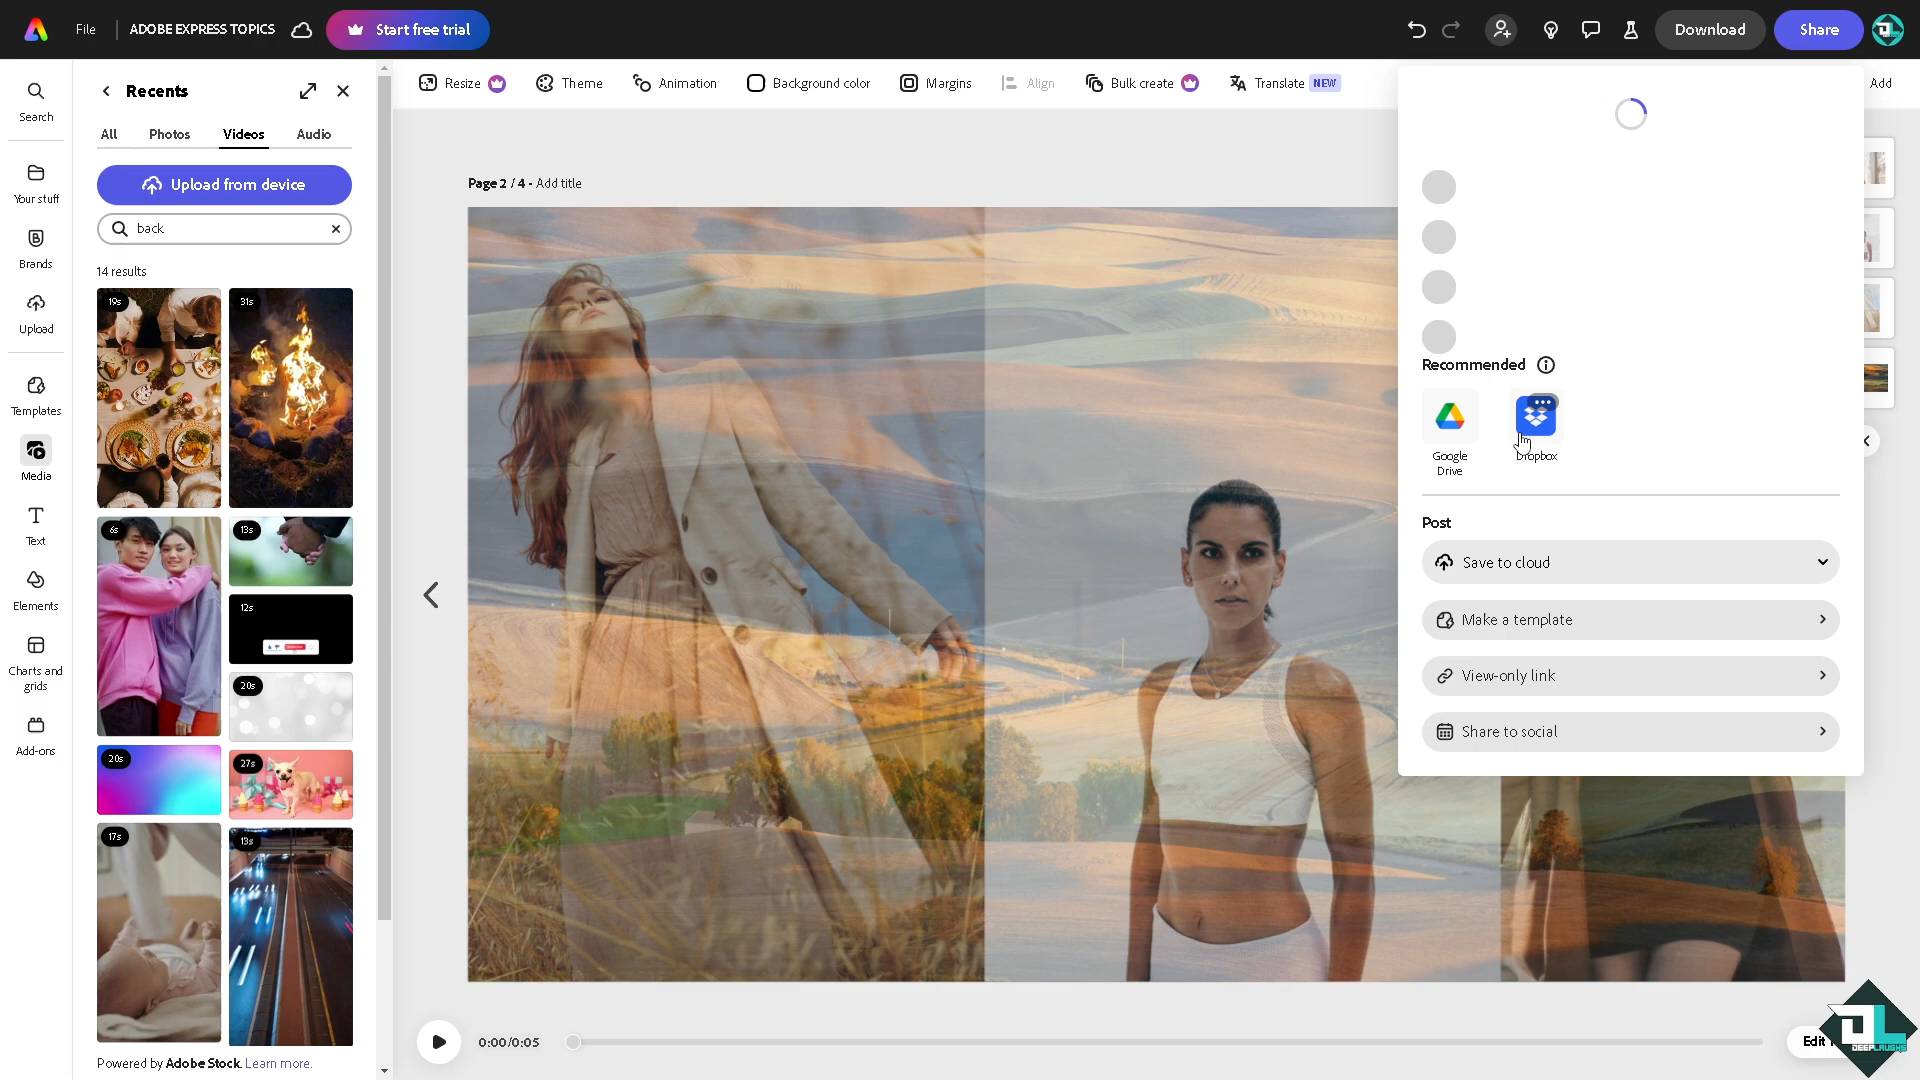 File
ADOBE EXPRESS TOPICS
Start free trial
Download
Share
Search
Your stuff
Brands
Upload
Templates
Media
Text
Elements
Charts and
grids
Add-ons
Recents
All
Photos
Videos
Audio
Upload from device
back
14 results
19s
31s
6s
13s
12s
20s
20s
27s
17s
13s
Powered by Adobe Stock. Learn more.
Resize
Theme
Animation
Background color
Margins
Align
Bulk create
Translate NEW
Add
Page 2 / 4 - Add title
Recommended
Google
Drive
Dropbox
Post
Save to cloud
Make a template
View-only link
Share to social
0:00/0:05
Edit
DEEPLAUGHS